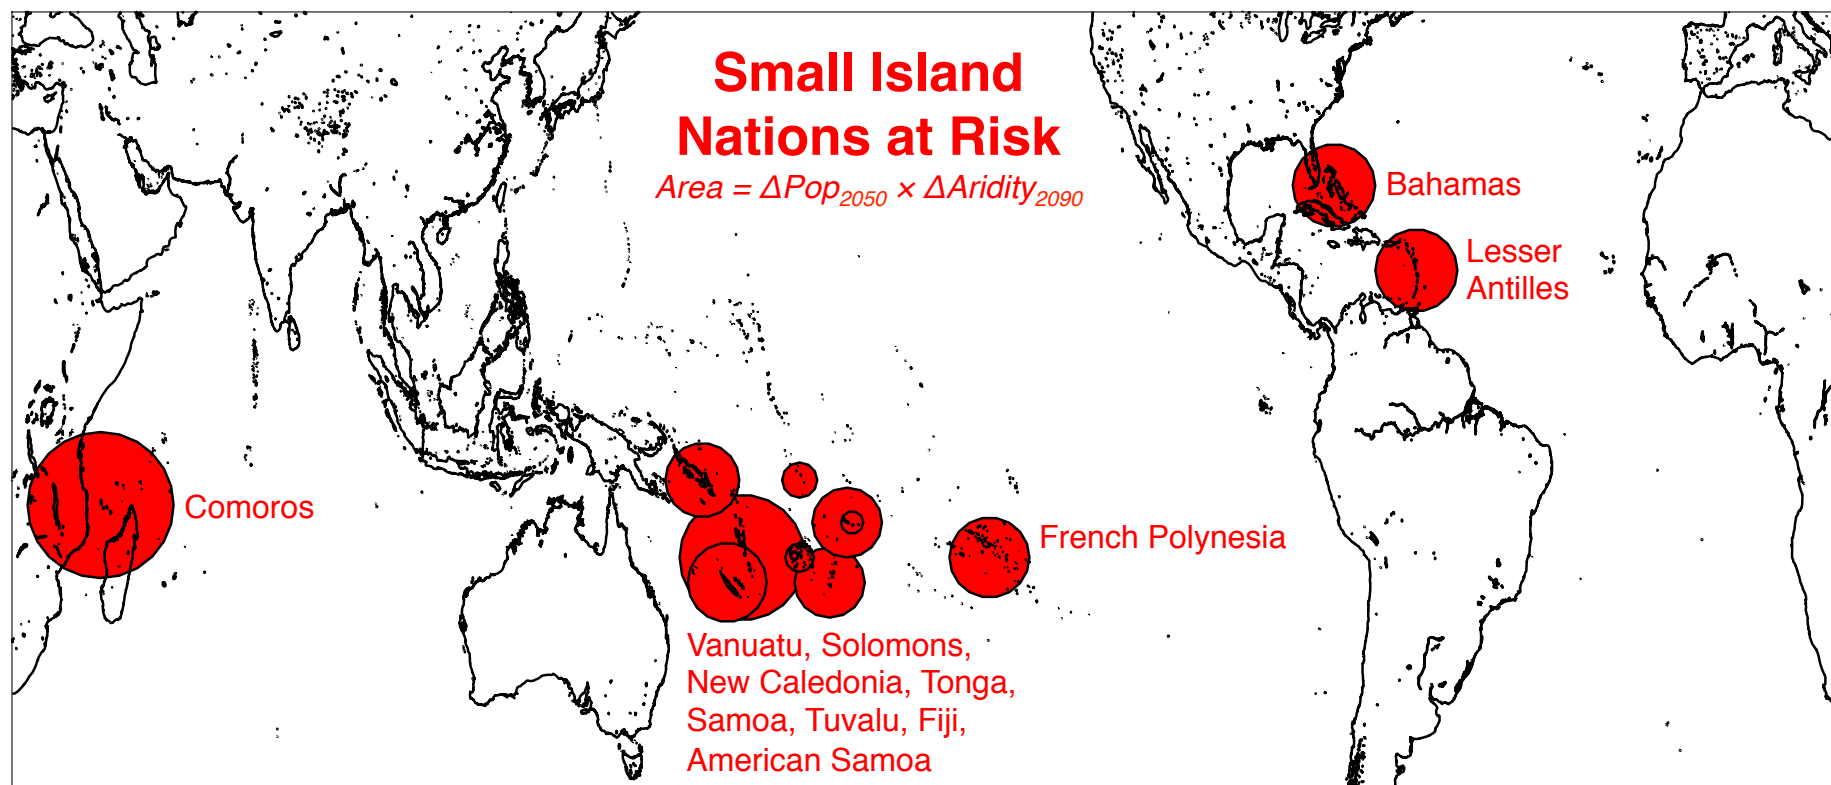 Small Island
Nations at Risk
Area = ΔPop2050 × ΔAridity2090
Bahamas
Lesser
Antilles
Comoros
French Polynesia
Vanuatu, Solomons,
New Caledonia, Tonga,
Samoa, Tuvalu, Fiji,
American Samoa